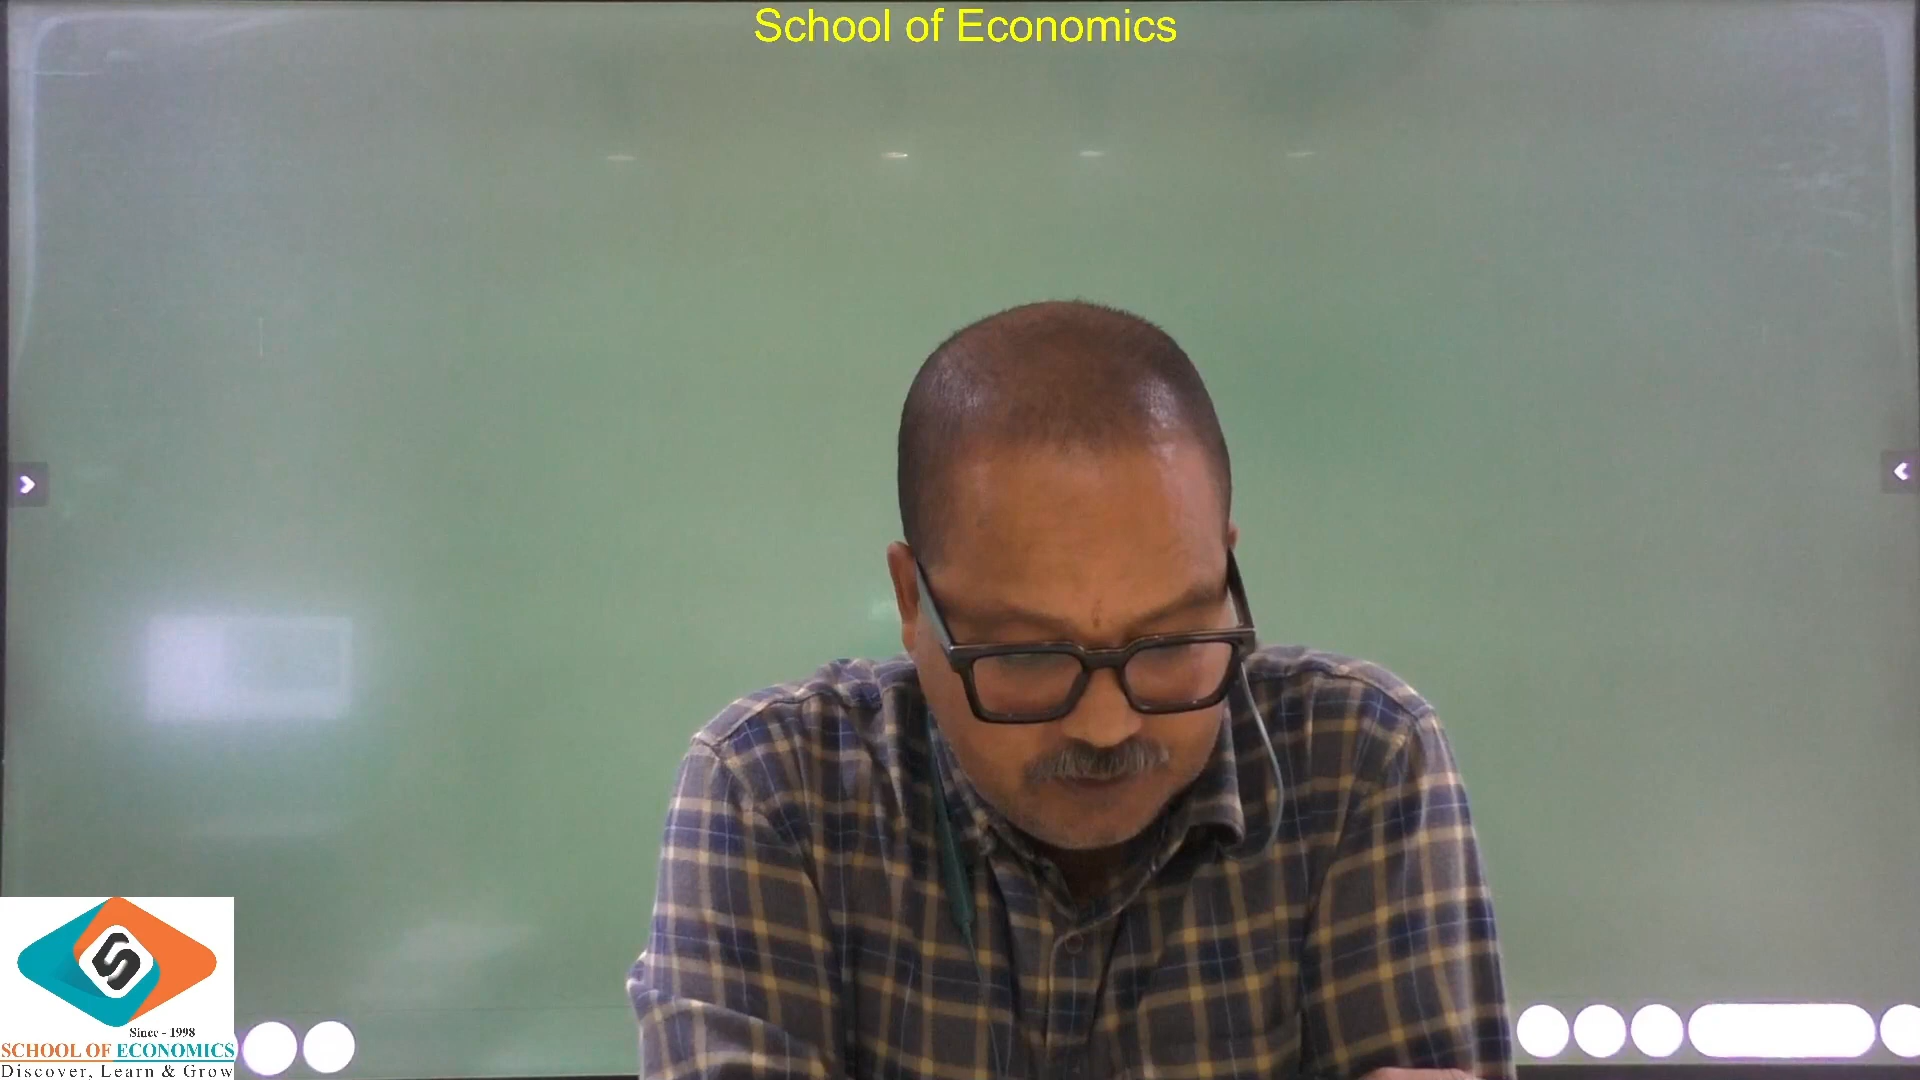 School of Economics
Since - 1998
SCHOOL OF ECONOMICS
Discover, Learn & Grow